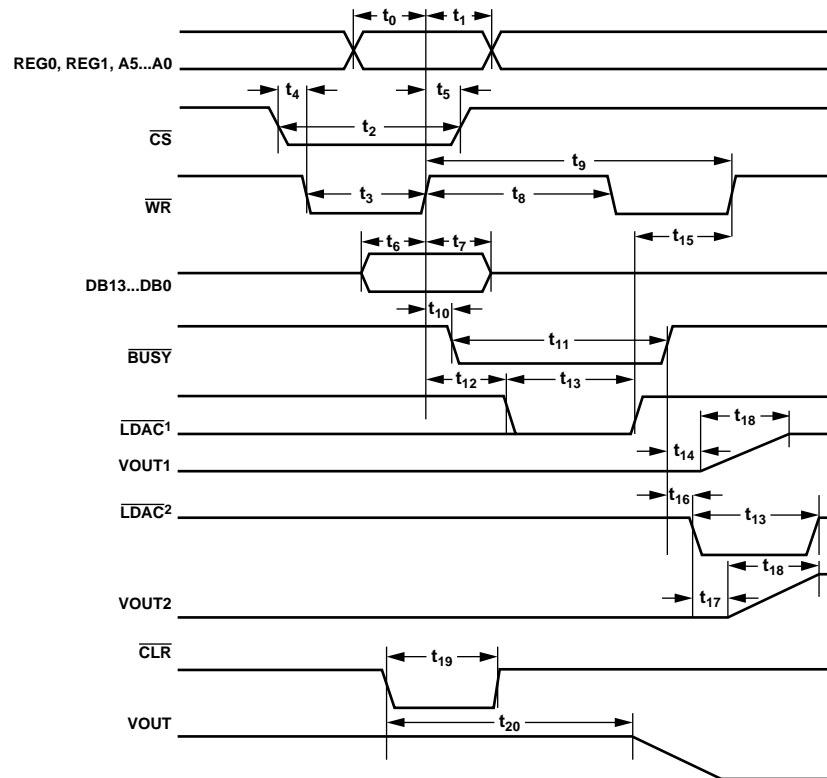 t0 t1
REG0, REG1, A5...A0
t4 t5
t2
CS
t9
t3 t8
WR
t6 t7 t15
DB13...DB0
t10
t11
BUSY
t12 t13
LDAC1
t18
t14
VOUT1
t16
LDAC2
t13
t18
t17
VOUT2
CLR
t19
VOUT
t20